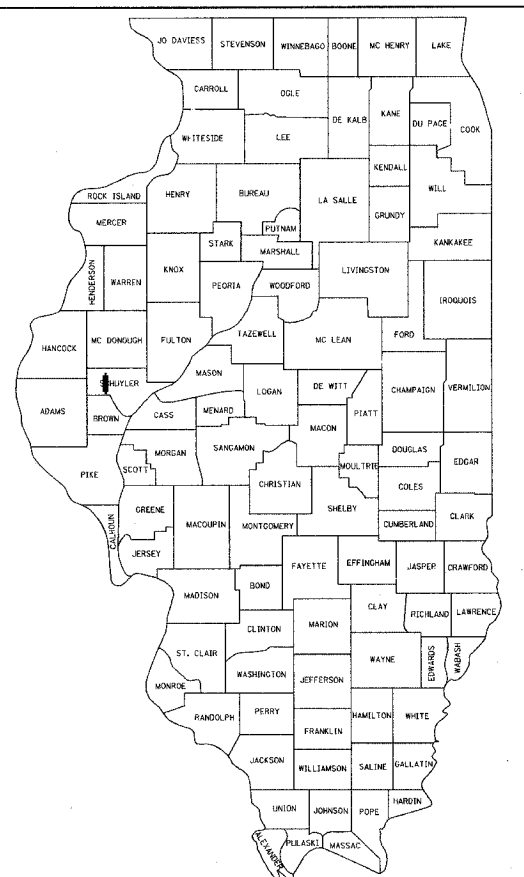 JO DAVIESS
STEVENSON
WINNEBAGO
BOONE
MC HENRY
LAKE
CARROLL
OGLE
DE KALB
KANE
DU PAGE
COOK
WHITESIDE
LEE
KENDALL
WILL
ROCK ISLAND
HENRY
BUREAU
LA SALLE
GRUNDY
MERCER
PUTNAM
STARK
MARSHALL
KANKAKEE
HENDERSON
WARREN
KNOX
PEORIA
WOODFORD
LIVINGSTON
IROQUOIS
HANCOCK
MC DONOUGH
FULTON
TAZEWELL
MC LEAN
FORD
MASON
SCHUYLER
ADAMS
BROWN
CASS
MENARD
LOGAN
DE WITT
PIATT
CHAMPAIGN
VERMILION
MACON
MORGAN
SANGAMON
DOUGLAS
EDGAR
PIKE
SCOTT
CHRISTIAN
MOULTRIE
COLES
CALHOUN
GREENE
MACOUPIN
MONTGOMERY
SHELBY
CUMBERLAND
CLARK
JERSEY
FAYETTE
EFFINGHAM
JASPER
CRAWFORD
MADISON
BOND
CLAY
RICHLAND
LAWRENCE
CLINTON
MARION
ST. CLAIR
WAYNE
EDWARDS
WABASH
WASHINGTON
JEFFERSON
MONROE
RANDOLPH
PERRY
HAMILTON
WHITE
FRANKLIN
JACKSON
WILLIAMSON
SALINE
GALLATIN
UNION
JOHNSON
POPE
HARDIN
ALEXANDER
PULASKI
MASSAC